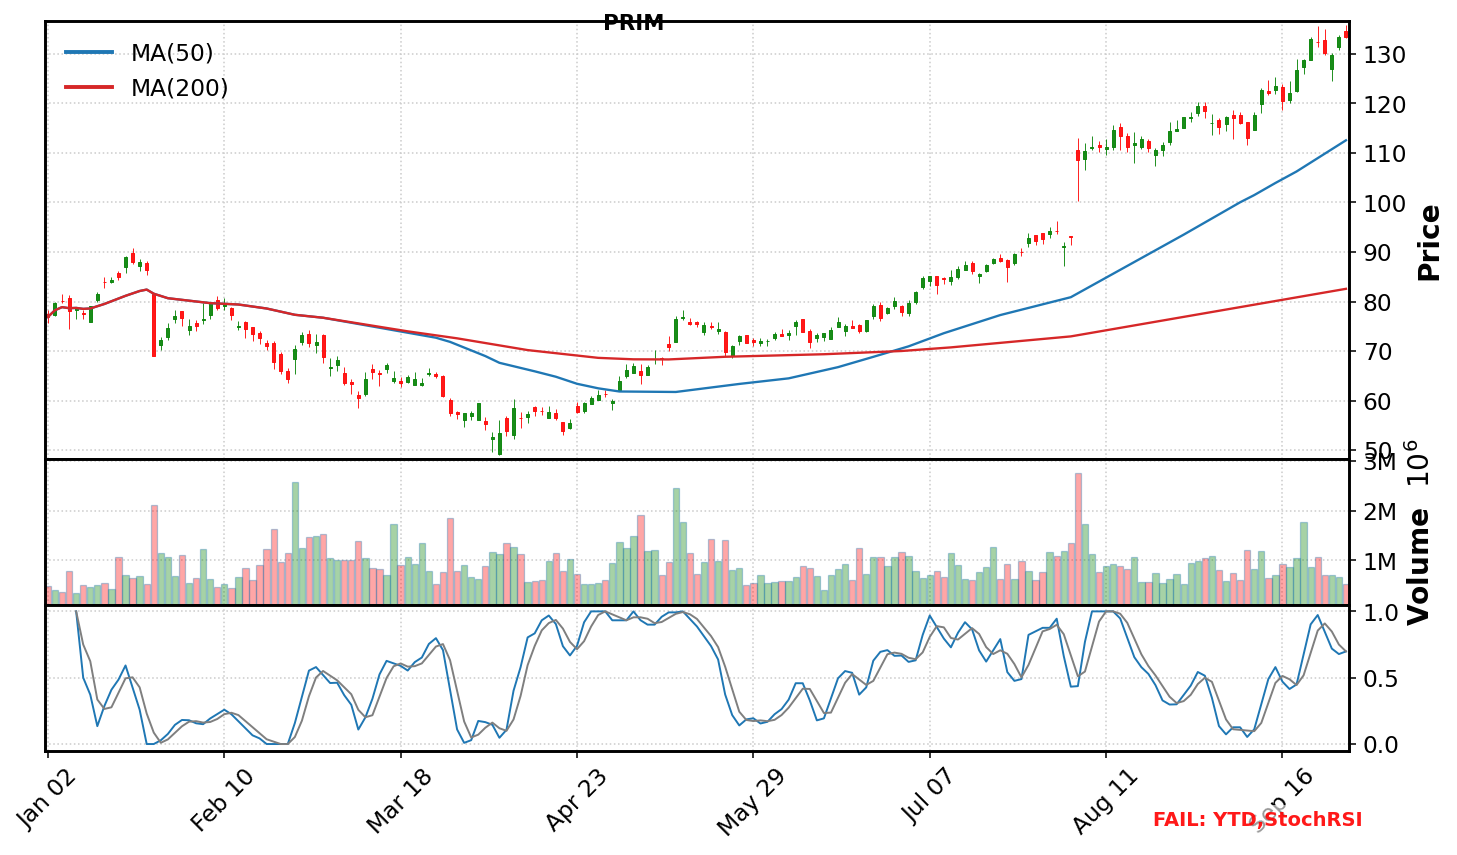 PRIM
MA(50)
MA(200)
130
120
110
100
90
80
70
60
50
Price
3M
2M
1M
Volume 10^6
1.0
0.5
0.0
Jan 02
Feb 10
Mar 18
Apr 23
May 29
Jul 07
Aug 11
Sep 16
FAIL: YTD,StochRSI